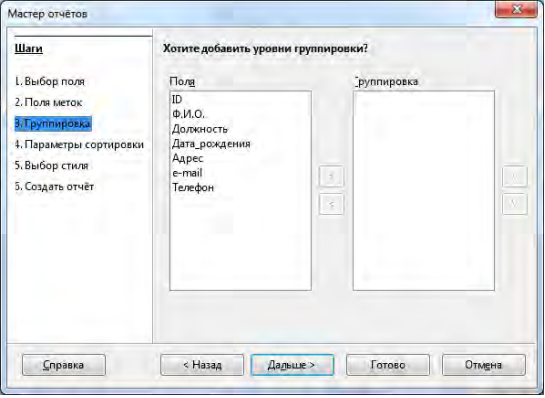 Мастер отчётов
Шаги
1. Выбор поля
2. Поля меток
3. Группировка
4. Параметры сортировки
5. Выбор стиля
6. Создать отчёт
Хотите добавить уровни группировки?
Поля
ID
Ф.И.О.
Должность
Дата_рождения
Адрес
e-mail
Телефон
Группировка
<
Справка
< Назад
Дальше >
Готово
Отмена